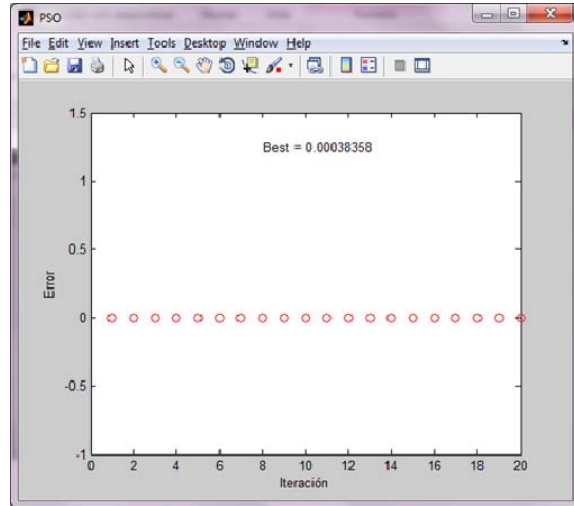 PSO
File Edit View Insert Tools Desktop Window Help
1.5
Best = 0.00038358
1
0.5
Error
0
-0.5
-1
0 2 4 6 8 10 12 14 16 18 20
Iteración